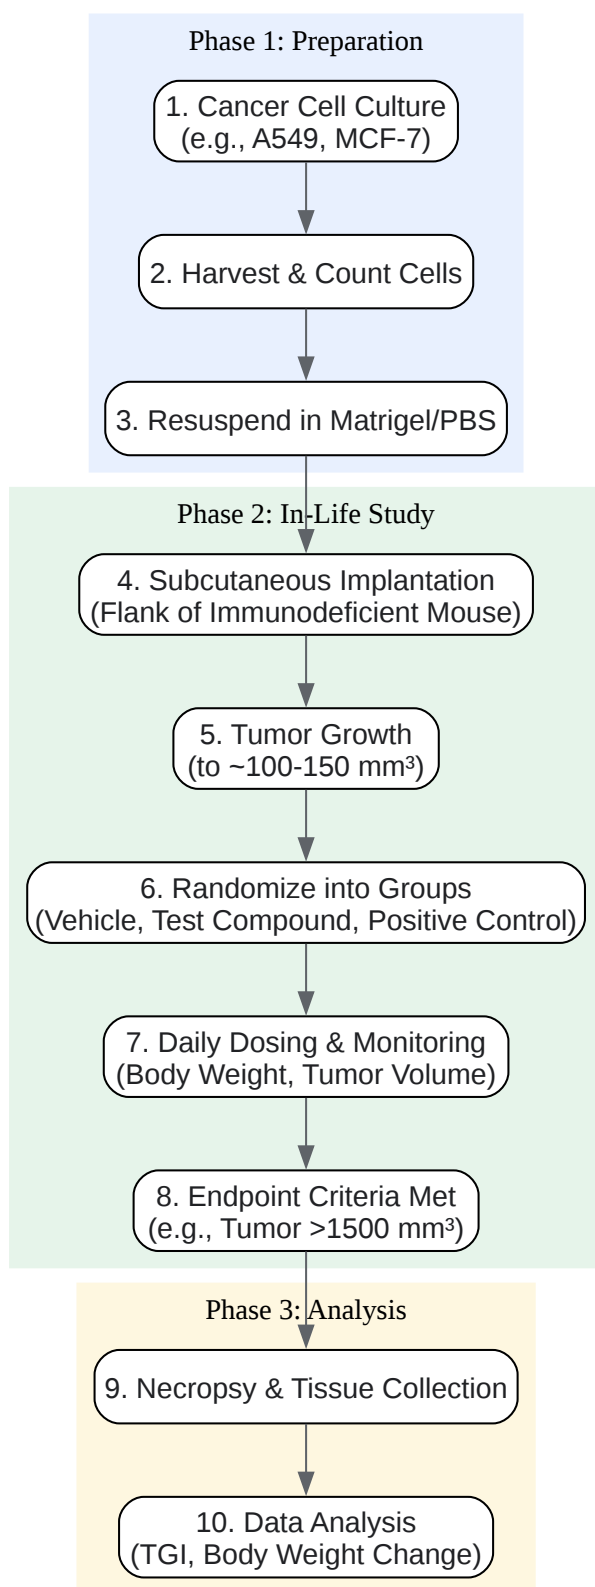 Phase 1: Preparation
1. Cancer Cell Culture
(e.g., A549, MCF-7)
2. Harvest & Count Cells
3. Resuspend in Matrigel/PBS
Phase 2: In-Life Study
4. Subcutaneous Implantation
(Flank of Immunodeficient Mouse)
5. Tumor Growth
(to ~100-150 mm³)
6. Randomize into Groups
(Vehicle, Test Compound, Positive Control)
7. Daily Dosing & Monitoring
(Body Weight, Tumor Volume)
8. Endpoint Criteria Met
(e.g., Tumor >1500 mm³)
Phase 3: Analysis
9. Necropsy & Tissue Collection
10. Data Analysis
(TGI, Body Weight Change)